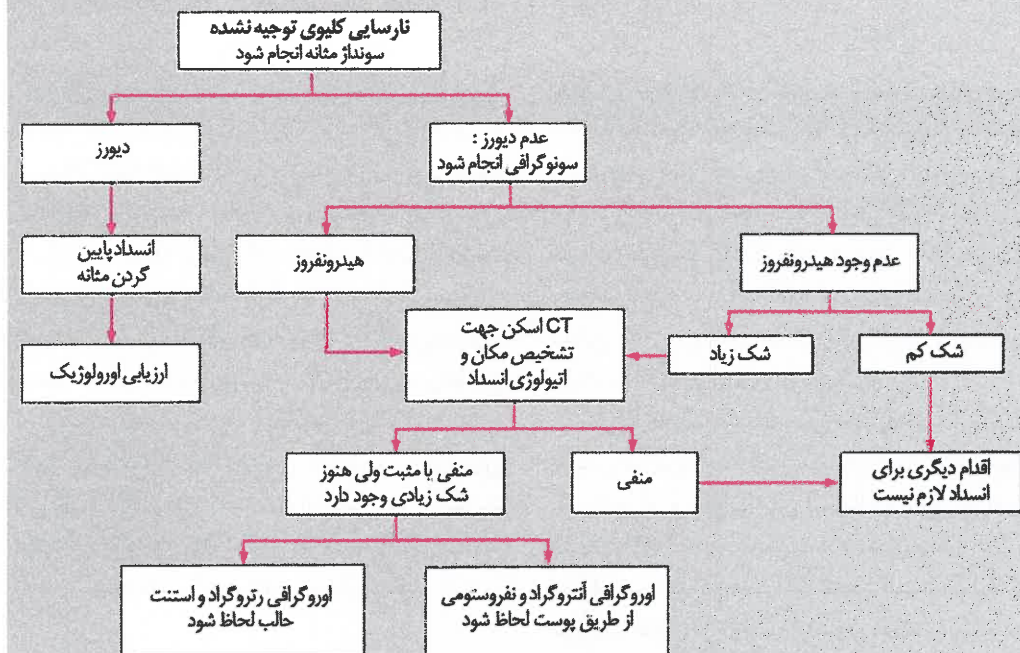 نارسایی کلیوی توجیه نشده
سونداژ مثانه انجام شود
دیورز
عدم دیورز :
سونوگرافی انجام شود
انسداد پایین
گردن مثانه
هیدرونفروز
عدم وجود هیدرونفروز
ارزیابی اورولوژیک
CT اسکن جهت
تشخیص مکان و
اتیولوژی انسداد
شک زیاد
شک کم
منفی یا مثبت ولی هنوز
شک زیادی وجود دارد
منفی
اقدام دیگری برای
انسداد لازم نیست
اوروگرافی رتروگراد و استنت
حالب لحاظ شود
اوروگرافی آنتروگراد و نفروستومی
از طریق پوست لحاظ شود